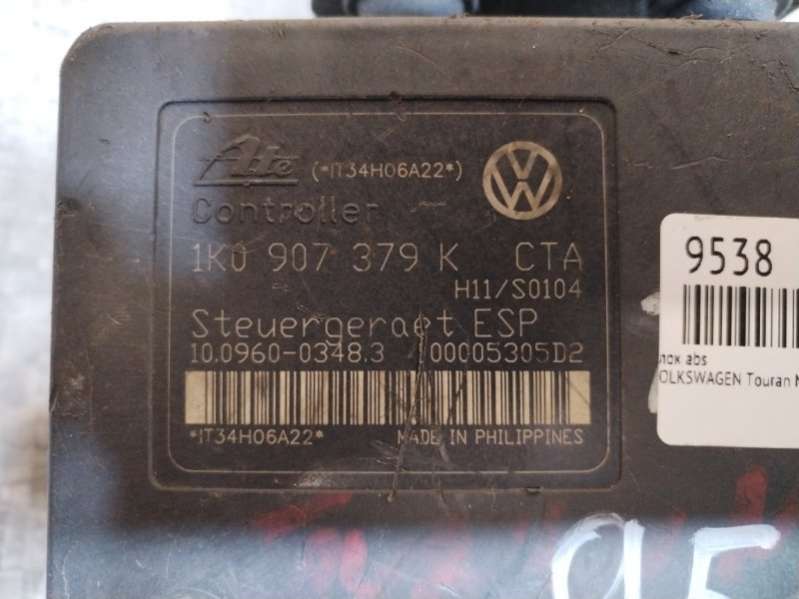 Ate (*IT34H06A22*)
Controller
1K0 907 379 K CTA
H11/S0104
Steuergeraet ESP
10.0960-0348.3 00005305D2
*IT34H06A22* MADE IN PHILIPPINES
9538
abs
OLKSWAGEN Touran
95